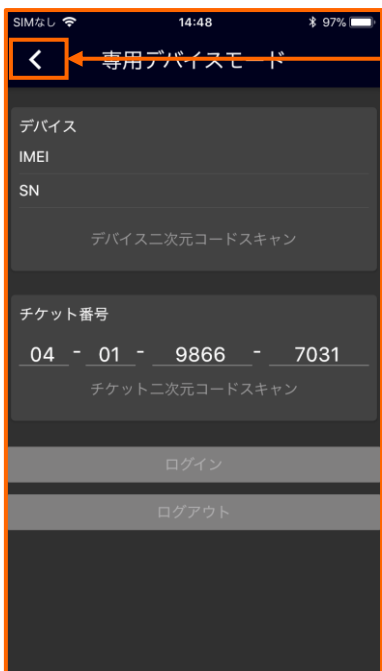 SIMなし 14:48 97%
専用デバイスモード
デバイス
IMEI
SN
デバイス二次元コードスキャン
チケット番号
04 - 01 - 9866 - 7031
チケット二次元コードスキャン
ログイン
ログアウト